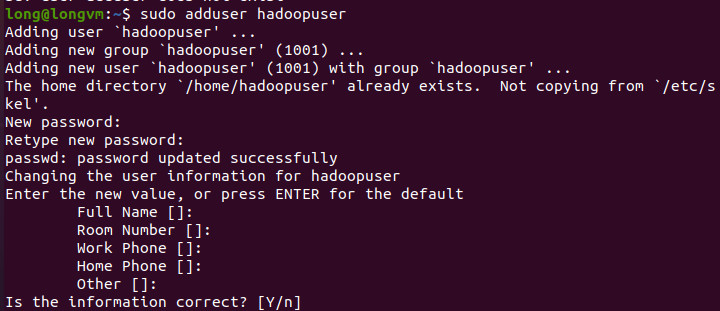 long@longvm:~$ sudo adduser hadoopuser
Adding user `hadoopuser' ...
Adding new group `hadoopuser' (1001) ...
Adding new user `hadoopuser' (1001) with group `hadoopuser' ...
The home directory `/home/hadoopuser' already exists.  Not copying from `/etc/s
kel'.
New password:
Retype new password:
passwd: password updated successfully
Changing the user information for hadoopuser
Enter the new value, or press ENTER for the default
	Full Name []:
	Room Number []:
	Work Phone []:
	Home Phone []:
	Other []:
Is the information correct? [Y/n]